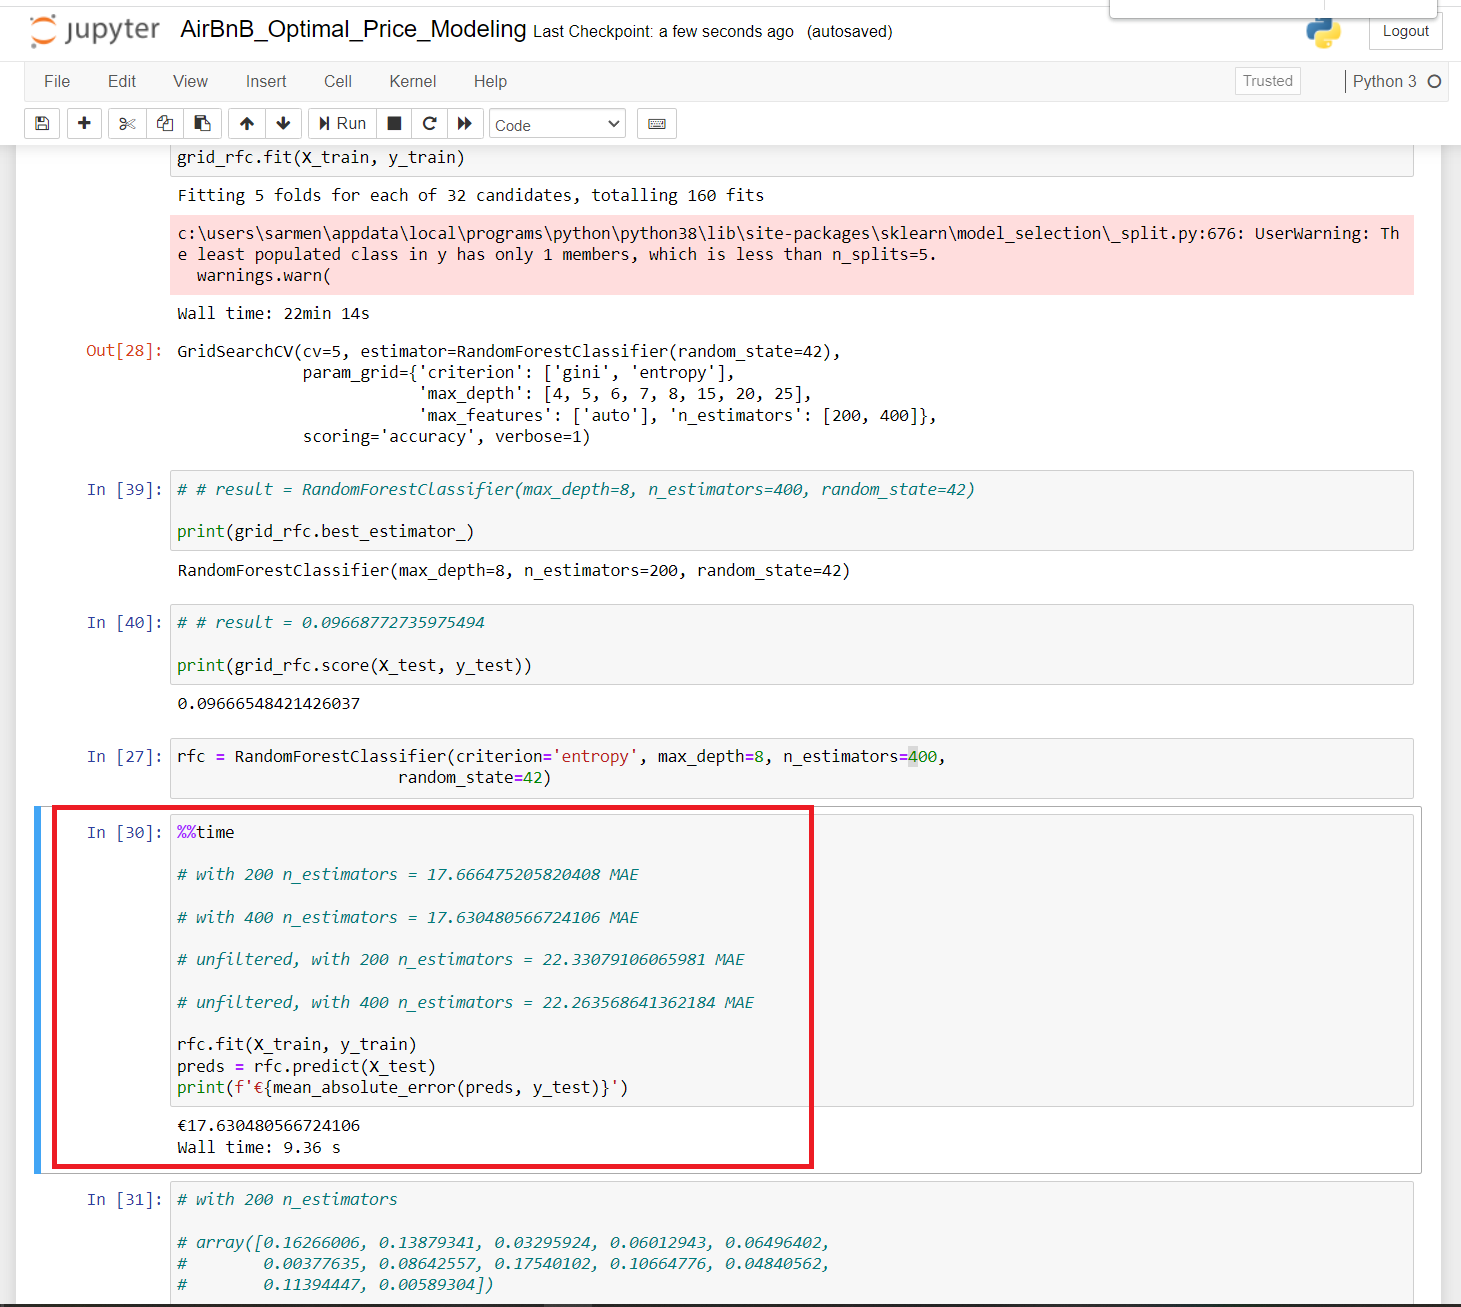 jupyter AirBnB_Optimal_Price_Modeling Last Checkpoint: a few seconds ago (autosaved)
Logout
File Edit View Insert Cell Kernel Help
Trusted Python 3
Run Code
grid_rfc.fit(X_train, y_train)
Fitting 5 folds for each of 32 candidates, totalling 160 fits
c:\users\sarmen\appdata\local\programs\python\python38\lib\site-packages\sklearn\model_selection\_split.py:676: UserWarning: Th
e least populated class in y has only 1 members, which is less than n_splits=5.
warnings.warn(
Wall time: 22min 14s
Out[28]: GridSearchCV(cv=5, estimator=RandomForestClassifier(random_state=42),
param_grid={'criterion': ['gini', 'entropy'],
'max_depth': [4, 5, 6, 7, 8, 15, 20, 25],
'max_features': ['auto'], 'n_estimators': [200, 400]},
scoring='accuracy', verbose=1)
In [39]: # # result = RandomForestClassifier(max_depth=8, n_estimators=400, random_state=42)
print(grid_rfc.best_estimator_)
RandomForestClassifier(max_depth=8, n_estimators=200, random_state=42)
In [40]: # # result = 0.09668772735975494
print(grid_rfc.score(X_test, y_test))
0.09666548421426037
In [27]: rfc = RandomForestClassifier(criterion='entropy', max_depth=8, n_estimators=400,
random_state=42)
In [30]: %%time
# with 200 n_estimators = 17.666475205820408 MAE
# with 400 n_estimators = 17.630480566724106 MAE
# unfiltered, with 200 n_estimators = 22.33079106065981 MAE
# unfiltered, with 400 n_estimators = 22.263568641362184 MAE
rfc.fit(X_train, y_train)
preds = rfc.predict(X_test)
print(f'€{mean_absolute_error(preds, y_test)}')
€17.630480566724106
Wall time: 9.36 s
In [31]: # with 200 n_estimators
# array([0.16266006, 0.13879341, 0.03295924, 0.06012943, 0.06496402,
# 0.00377635, 0.08642557, 0.17540102, 0.10664776, 0.04840562,
# 0.11394447, 0.00589304])